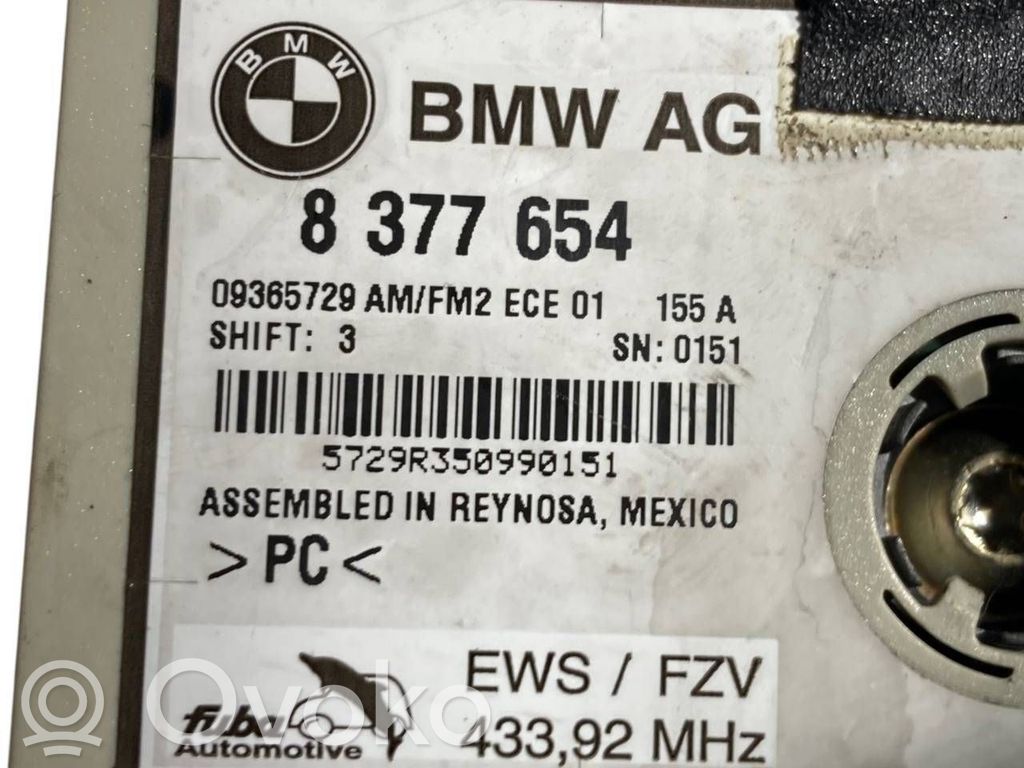 BMW
BMW AG
8 377 654
09365729 AM/FM2 ECE 01 155 A
SHIFT: 3 SN: 0151
5729R350990151
ASSEMBLED IN REYNOSA, MEXICO
>PC<
EWS / FZV
fuba
Automotive
433,92 MHz
Ovoko